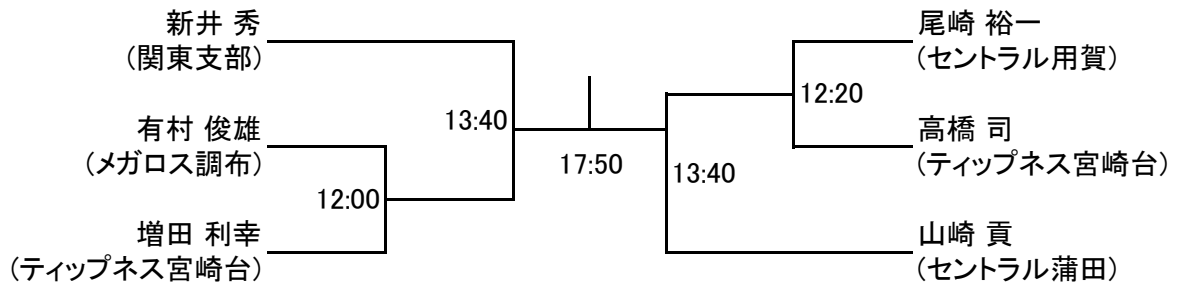 新井 秀
(関東支部)
有村 俊雄
(メガロス調布)
増田 利幸
(ティップネス宮崎台)
12:00
13:40
17:50
13:40
12:20
尾崎 裕一
(セントラル用賀)
高橋 司
(ティップネス宮崎台)
山崎 貢
(セントラル蒲田)